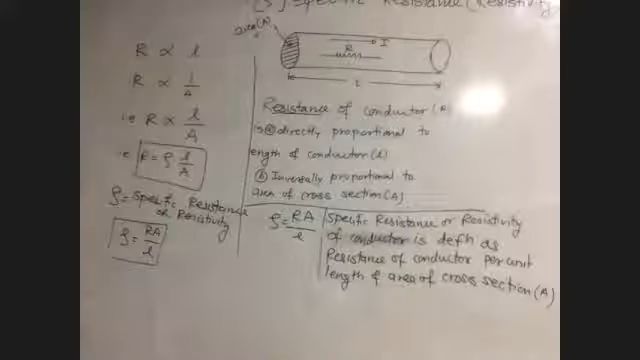 [5] Specific Resistance (Resistivity
area(A)
I
R
l
R ∝ l
R ∝ 1/A
i.e R ∝ l/A
i.e. R = ρ l/A
ρ = Specific Resistance
or Resistivity
ρ = RA/l
Resistance of conductor (R)
is ⓐ directly proportional to
length of conductor (l)
ⓑ Inversally proportional to
area of cross section (A)
ρ = RA/l
Specific Resistance or Resistivity
of conductor is defn as
Resistance of conductor per unit
length & area of cross section (A)